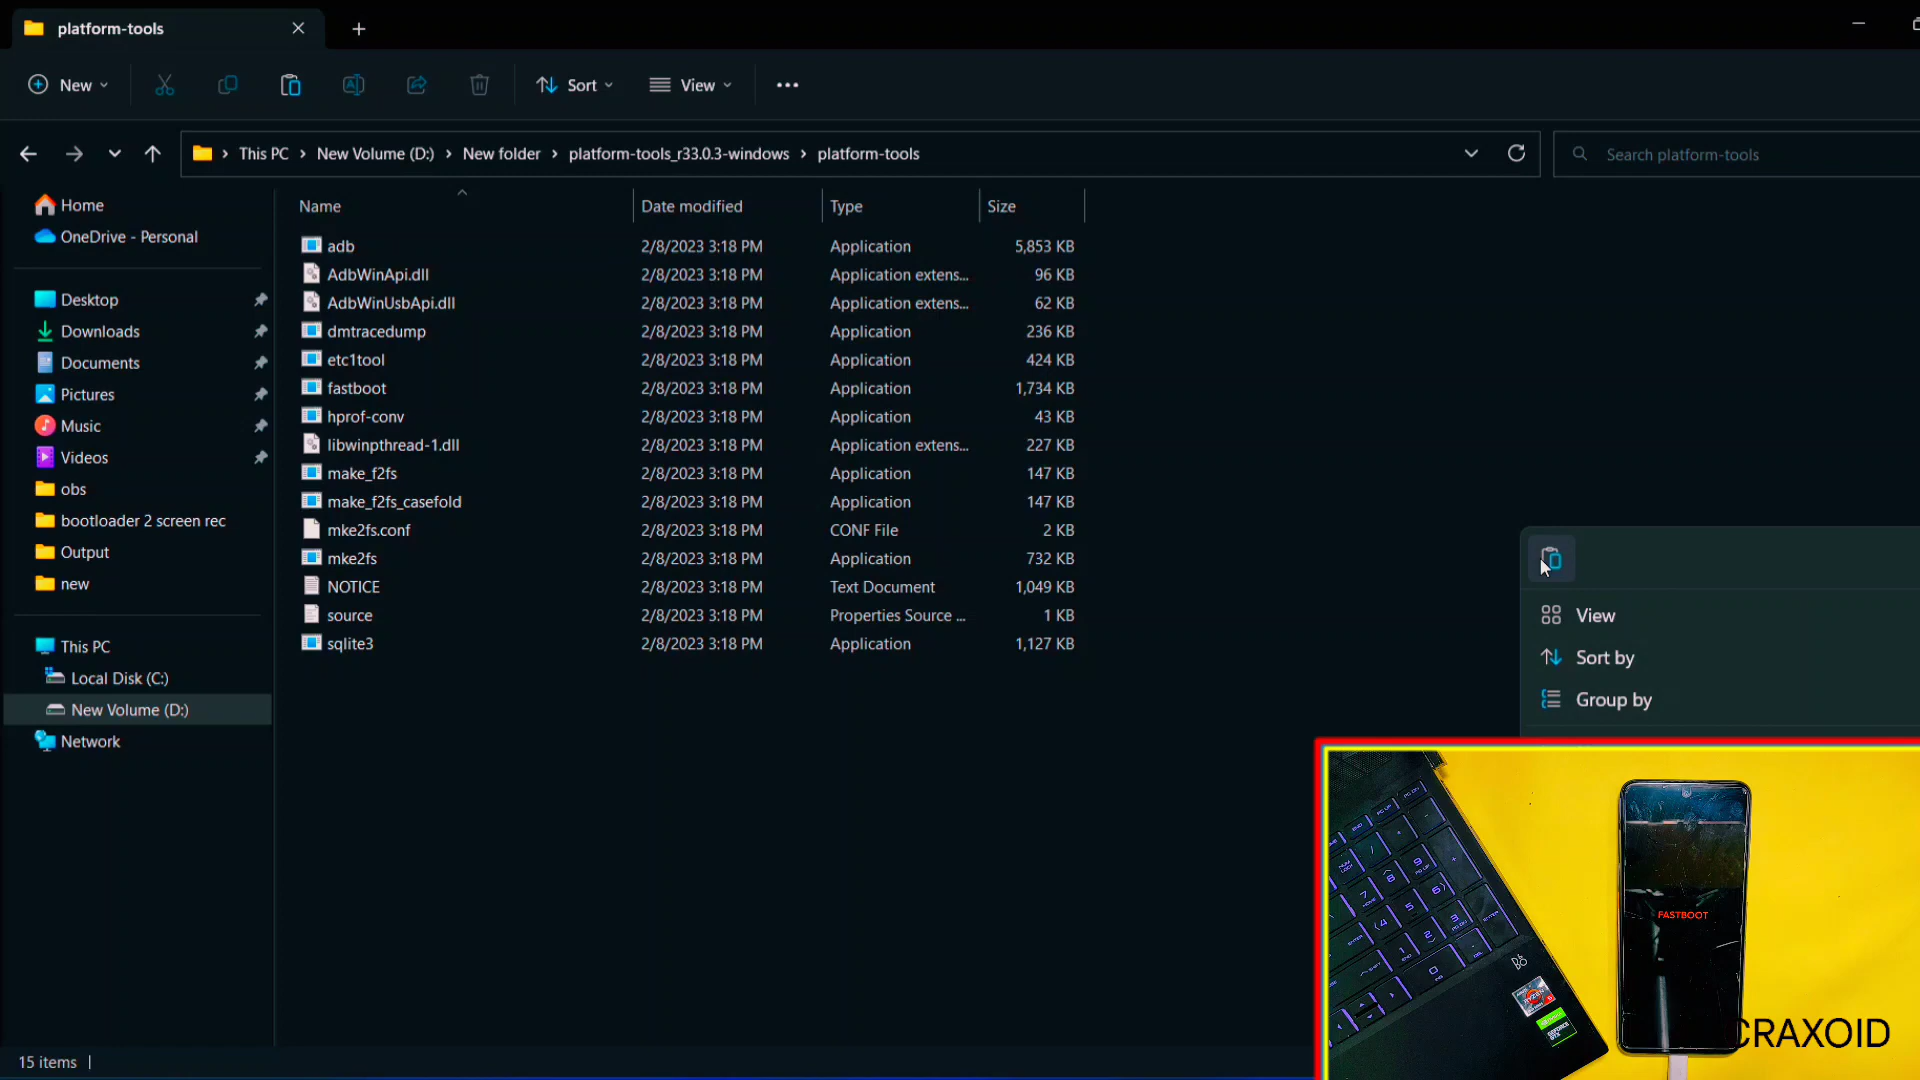 platform-tools
New
Sort
View
This PC
New Volume (D:)
New folder
platform-tools_r33.0.3-windows
platform-tools
Search platform-tools
Home
OneDrive - Personal
Desktop
Downloads
Documents
Pictures
Music
Videos
obs
bootloader 2 screen rec
Output
new
This PC
Local Disk (C:)
New Volume (D:)
Network
Name Date modified Type Size
adb 2/8/2023 3:18 PM Application 5,853 KB
AdbWinApi.dll 2/8/2023 3:18 PM Application extens... 96 KB
AdbWinUsbApi.dll 2/8/2023 3:18 PM Application extens... 62 KB
dmtracedump 2/8/2023 3:18 PM Application 236 KB
etc1tool 2/8/2023 3:18 PM Application 424 KB
fastboot 2/8/2023 3:18 PM Application 1,734 KB
hprof-conv 2/8/2023 3:18 PM Application 43 KB
libwinpthread-1.dll 2/8/2023 3:18 PM Application extens... 227 KB
make_f2fs 2/8/2023 3:18 PM Application 147 KB
make_f2fs_casefold 2/8/2023 3:18 PM Application 147 KB
mke2fs.conf 2/8/2023 3:18 PM CONF File 2 KB
mke2fs 2/8/2023 3:18 PM Application 732 KB
NOTICE 2/8/2023 3:18 PM Text Document 1,049 KB
source 2/8/2023 3:18 PM Properties Source ... 1 KB
sqlite3 2/8/2023 3:18 PM Application 1,127 KB
View
Sort by
Group by
FASTBOOT
CRAXOID
15 items